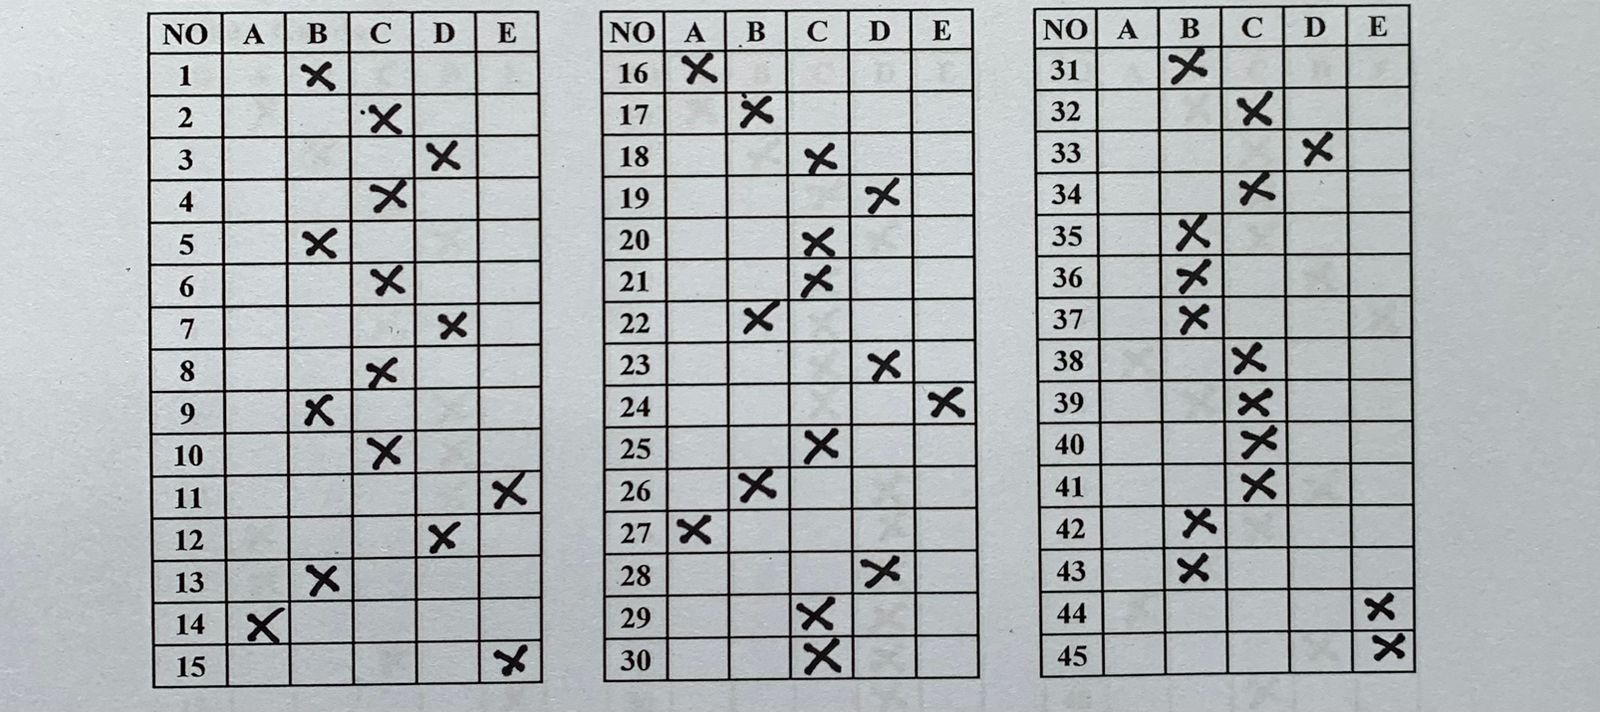 NO A B C D E
1 X
2 X
3 X
4 X
5 X
6 X
7 X
8 X
9 X
10 X
11 X
12 X
13 X
14 X
15 X
NO A B C D E
16 X
17 X
18 X
19 X
20 X
21 X
22 X
23 X
24 X
25 X
26 X
27 X
28 X
29 X
30 X
NO A B C D E
31 X
32 X
33 X
34 X
35 X
36 X
37 X
38 X
39 X
40 X
41 X
42 X
43 X
44 X
45 X